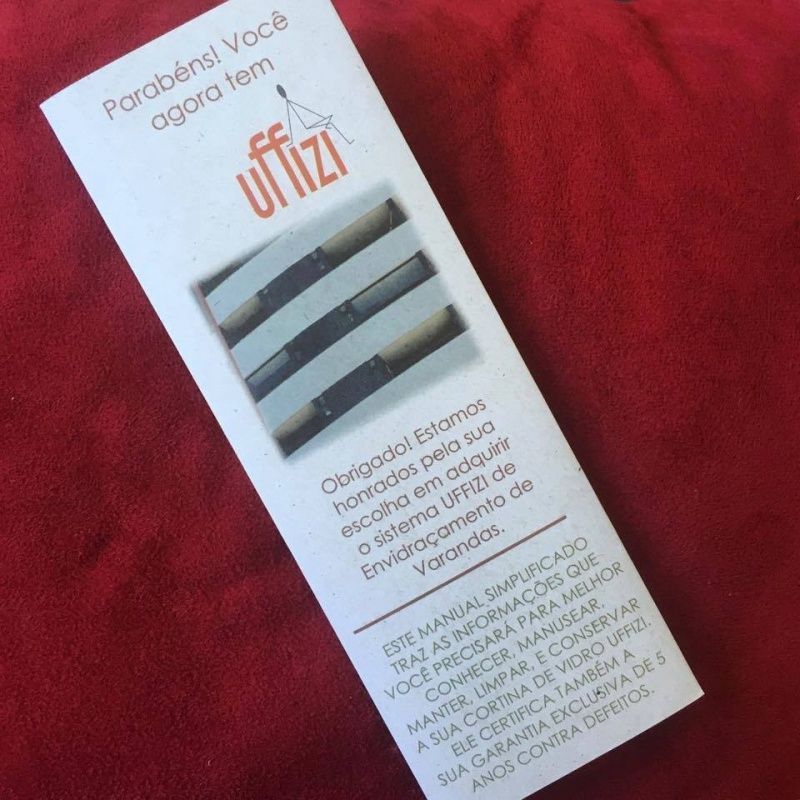 Parabéns! Você
agora tem
uffizi
Obrigado! Estamos
honrados pela sua
escolha em adquirir
o sistema UFFIZI de
Envidraçamento de
Varandas.
ESTE MANUAL SIMPLIFICADO
TRAZ AS INFORMAÇÕES QUE
VOCÊ PRECISARÁ PARA MELHOR
CONHECER, MANUSEAR,
MANTER, LIMPAR, E CONSERVAR
A SUA CORTINA DE VIDRO UFFIZI.
ELE CERTIFICA TAMBÉM A
SUA GARANTIA EXCLUSIVA DE 5
ANOS CONTRA DEFEITOS.